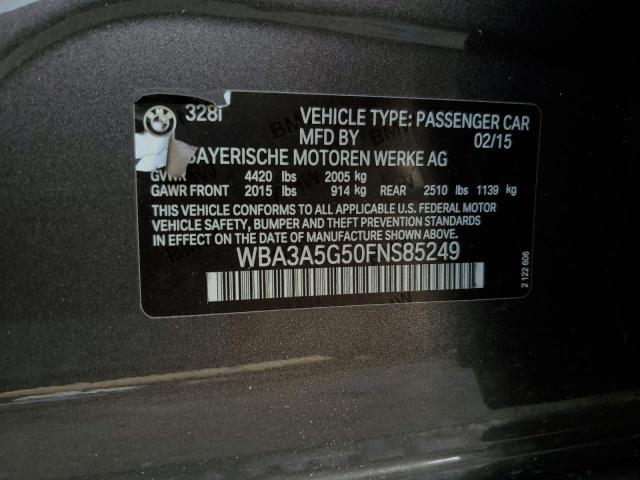 328i VEHICLE TYPE: PASSENGER CAR
MFD BY 02/15
BAYERISCHE MOTOREN WERKE AG
GVWR 4420 lbs 2005 kg
GAWR FRONT 2015 lbs 914 kg REAR 2510 lbs 1139 kg
THIS VEHICLE CONFORMS TO ALL APPLICABLE U.S. FEDERAL MOTOR
VEHICLE SAFETY, BUMPER AND THEFT PREVENTION STANDARDS
IN EFFECT ON THE DATE OF MANUFACTURE SHOWN ABOVE.
WBA3A5G50FNS85249
2 122 606